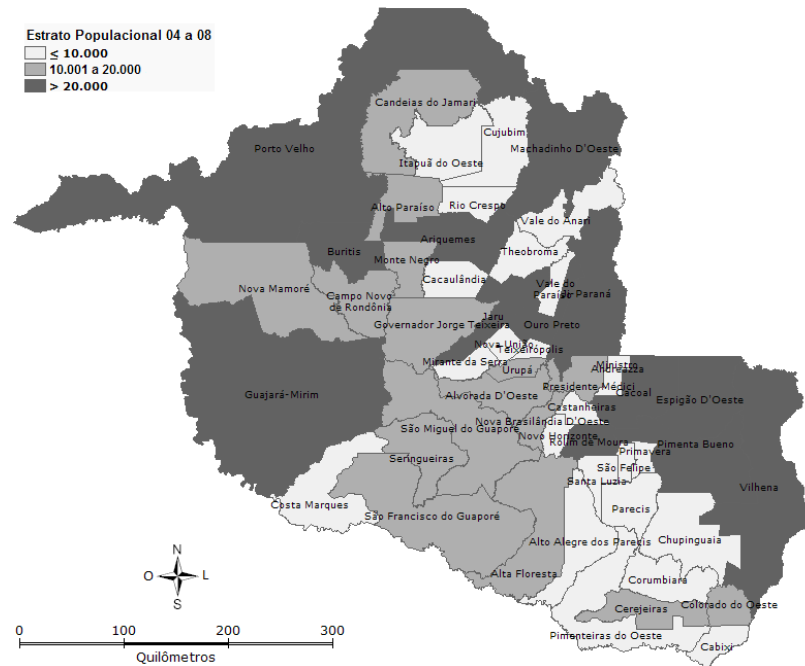 Estrato Populacional 04 a 08
≤ 10.000
10.001 a 20.000
> 20.000
Candeias do Jamari
Cujubim
Porto Velho
Machadinho D'Oeste
Itapuã do Oeste
Alto Paraíso
Rio Crespo
Vale do Anari
Ariquemes
Buritis
Monte Negro
Theobroma
Cacaulândia
Nova Mamoré
Vale do
Paraíso
Ji-Paraná
Campo Novo
de Rondônia
Jaru
Governador Jorge Teixeira
Ouro Preto
Nova União
Teixeirópolis
Mirante da Serra
Urupá
Ministro
Andreazza
Presidente Médici
Cacoal
Guajará-Mirim
Alvorada D'Oeste
Espigão D'Oeste
Castanheiras
Nova Brasilândia D'Oeste
São Miguel do Guaporé
Novo Horizonte
Rolim de Moura
Pimenta Bueno
Primavera
Seringueiras
São Felipe
Santa Luzia
Vilhena
Costa Marques
Parecis
São Francisco do Guaporé
Alto Alegre dos Parecis
Chupinguaia
Alta Floresta
Corumbiara
Cerejeiras
Colorado do Oeste
Pimenteiras do Oeste
Cabixi
N
O
L
S
0
100
200
300
Quilômetros